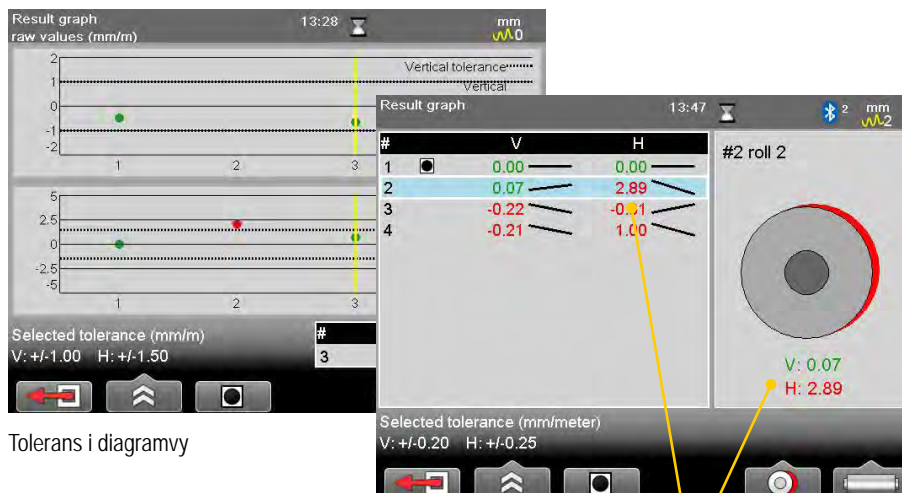 Result graph
raw values (mm/m)
13:28
mm
0
2
1
0
-1
-2
Vertical tolerance
Vertical
1
2
3
5
2.5
0
-2.5
-5
1
2
3
Selected tolerance (mm/m)
V: +/-1.00 H: +/-1.50
#
3
Tolerans i diagramvy
Result graph
13:47
2
mm
2
# V H
1 0.00 0.00
2 0.07 2.89
3 -0.22
4 -0.21 1.00
#2 roll 2
V: 0.07
H: 2.89
Selected tolerance (mm/meter)
V: +/-0.20 H: +/-0.25